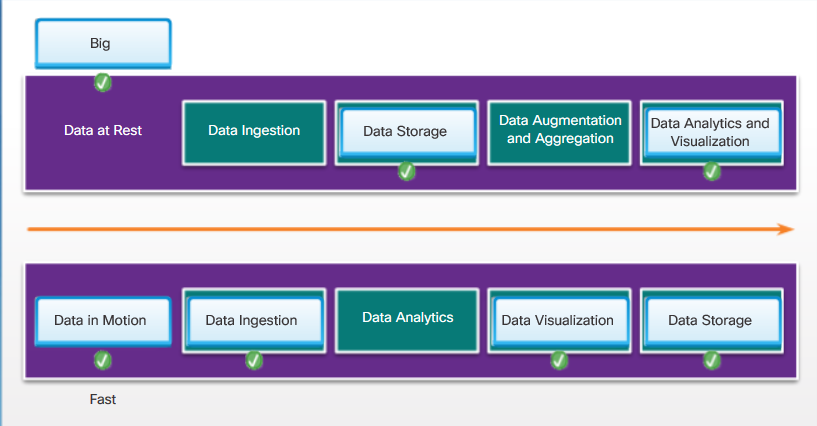 Big
Data at Rest
Data Ingestion
Data Storage
Data Augmentation
and Aggregation
Data Analytics and
Visualization
Data in Motion
Data Ingestion
Data Analytics
Data Visualization
Data Storage
Fast